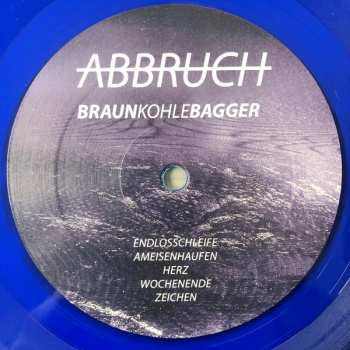 ABBRUCH
BRAUNKOHLEBAGGER
ENDLOSSCHLEIFE
AMEISENHAUFEN
HERZ
WOCHENENDE
ZEICHEN